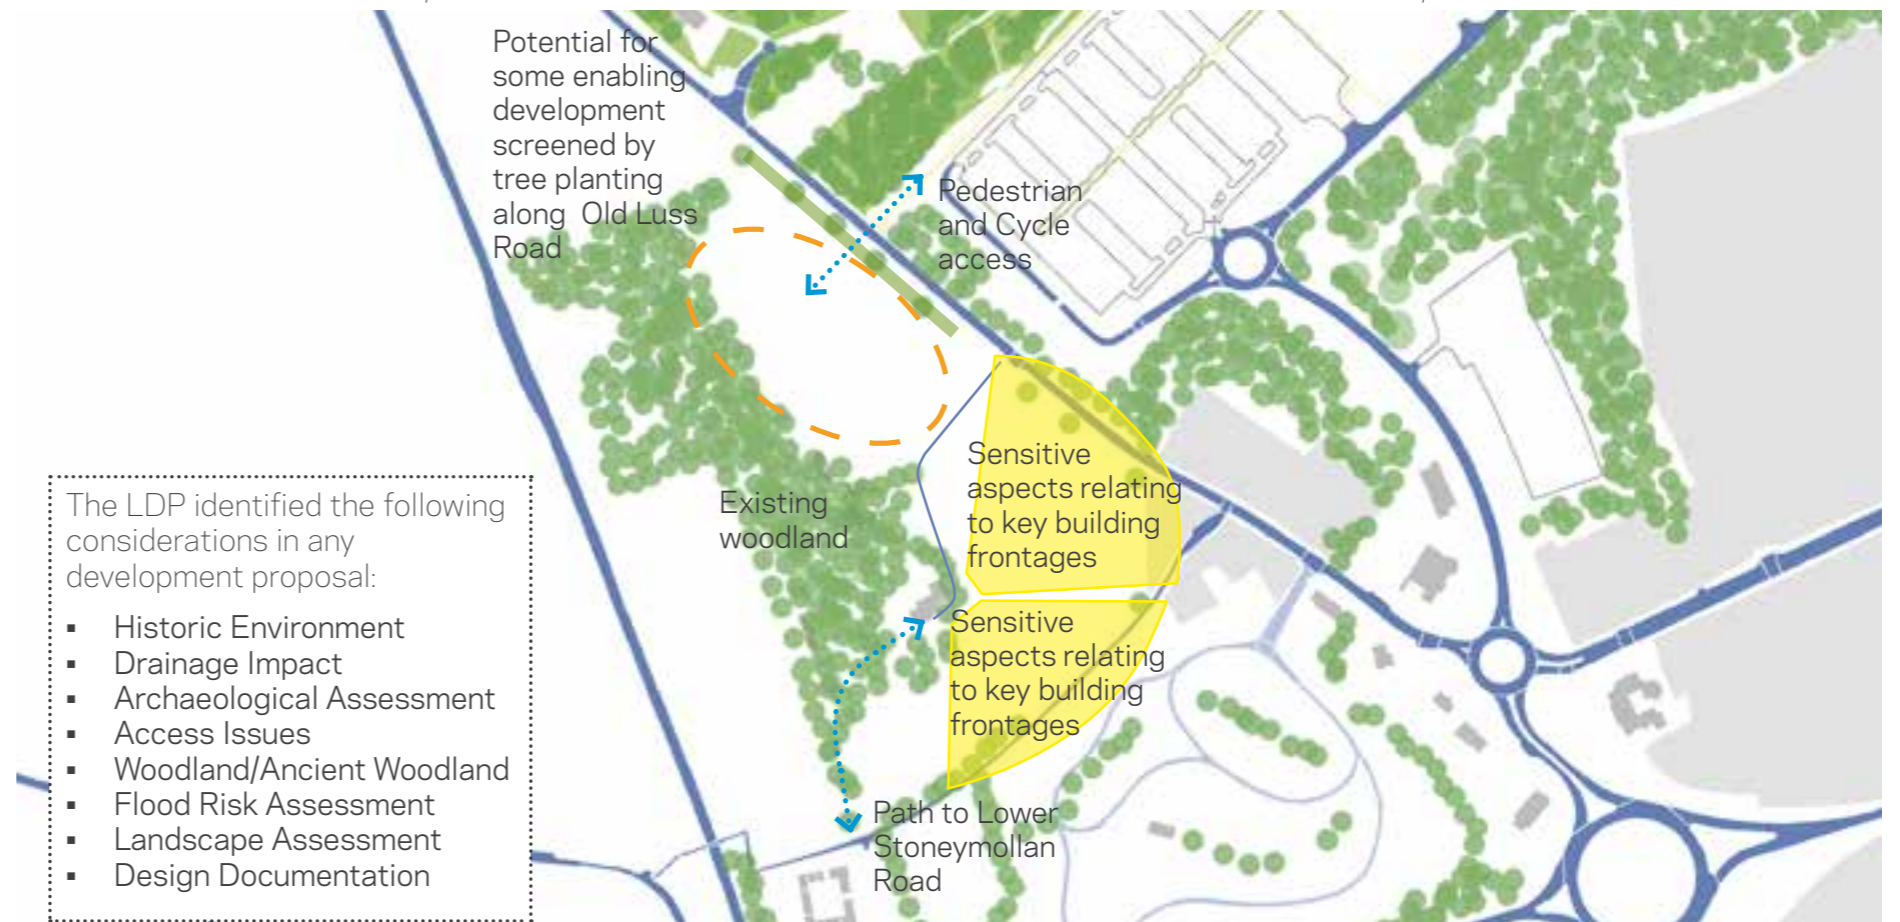 Potential for
some enabling
development
screened by
tree planting
along Old Luss
Road
Pedestrian
and Cycle
access
Sensitive
aspects relating
to key building
frontages
Existing
woodland
Sensitive
aspects relating
to key building
frontages
Path to Lower
Stoneymollan
Road
The LDP identified the following
considerations in any
development proposal:
▪ Historic Environment
▪ Drainage Impact
▪ Archaeological Assessment
▪ Access Issues
▪ Woodland/Ancient Woodland
▪ Flood Risk Assessment
▪ Landscape Assessment
▪ Design Documentation